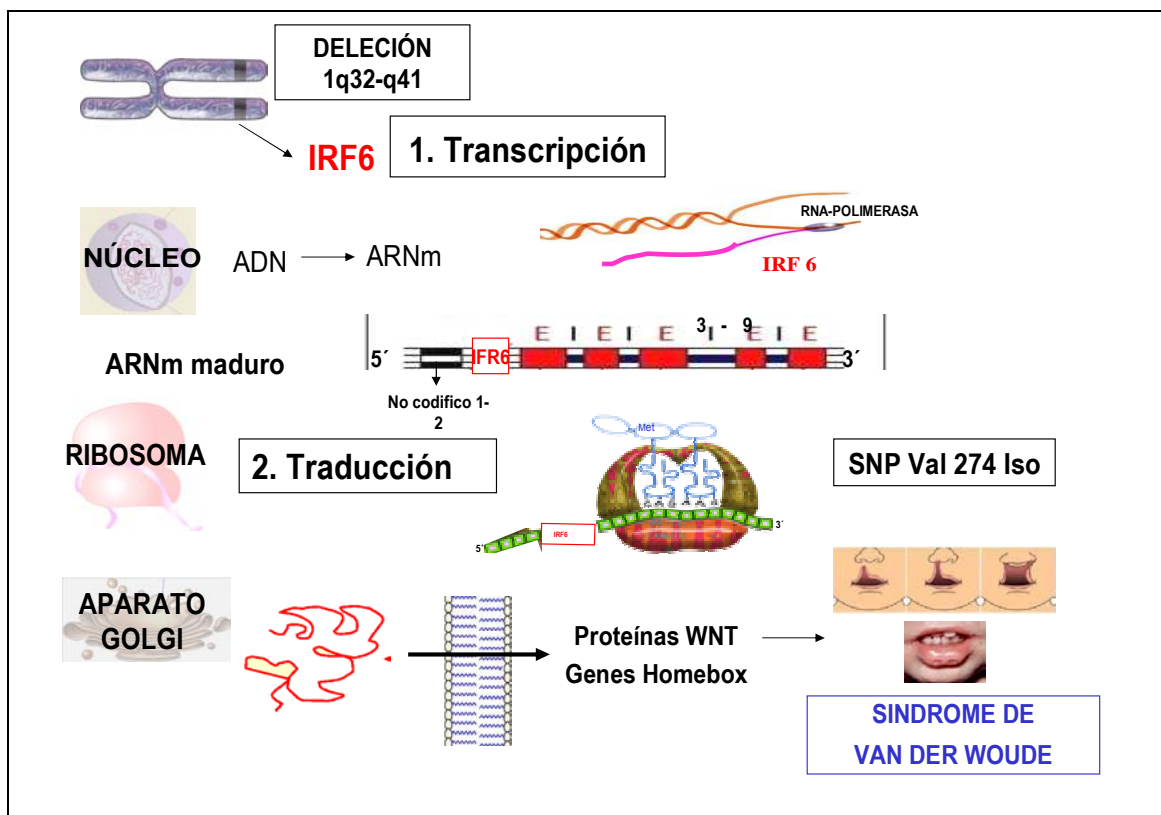 DELECIÓN
1q32-q41
IRF6
1. Transcripción
RNA-POLIMERASA
IRF 6
NÚCLEO
ADN
ARNm
3 - 9
E I E I E I E I E
ARNm maduro
5´
IFR6
3´
No codifico 1-
2
RIBOSOMA
2. Traducción
Met
5´
IRF6
3´
SNP Val 274 Iso
APARATO
GOLGI
Proteínas WNT
Genes Homebox
SINDROME DE
VAN DER WOUDE